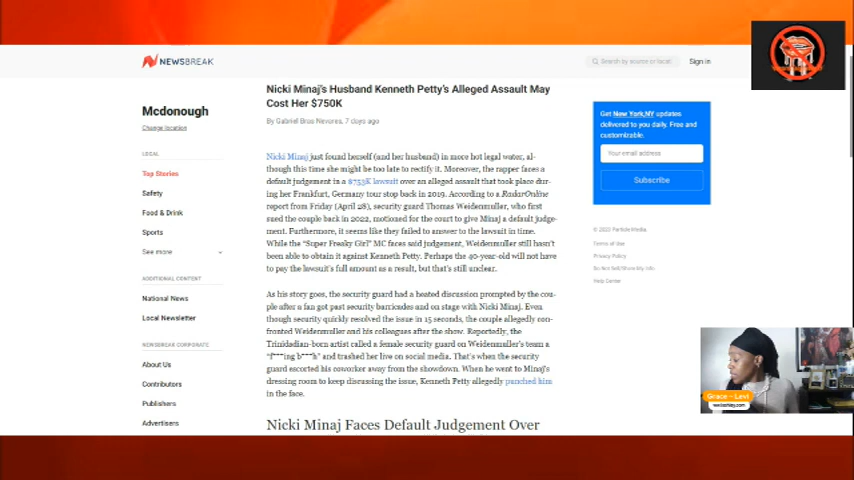 NEWSBREAK
Search by source or locati
Sign in
Nicki Minaj's Husband Kenneth Petty's Alleged Assault May
Cost Her $750K
By Gabriel Bras Nevares, 7 days ago
Mcdonough
Change location
LOCAL
Top Stories
Safety
Food & Drink
Sports
See more
ADDITIONAL CONTENT
National News
Local Newsletter
NEWSBREAK CORPORATE
About Us
Contributors
Publishers
Advertisers
Nicki Minaj just found herself (and her husband) in more hot legal water, al-
though this time she might be too late to rectify it. Moreover, the rapper faces a
default judgement in a $753K lawsuit over an alleged assault that took place dur-
ing her Frankfurt, Germany tour stop back in 2019. According to a RadarOnline
report from Friday (April 28), security guard Thomas Weidenmuller, who first
sued the couple back in 2022, motioned for the court to give Minaj a default judge-
ment. Furthermore, it seems like they failed to answer to the lawsuit in time.
While the "Super Freaky Girl" MC faces said judgement, Weidenmuller still hasn't
been able to obtain it against Kenneth Petty. Perhaps the 40-year-old will not have
to pay the lawsuit's full amount as a result, but that's still unclear.
As his story goes, the security guard had a heated discussion prompted by the cou-
ple after a fan got past security barricades and on stage with Nicki Minaj. Even
though security quickly resolved the issue in 15 seconds, the couple allegedly con-
fronted Weidenmuller and his colleagues after the show. Reportedly, the
Trinidadian-born artist called a female security guard on Weidenmuller's team a
"f***ing b***h" and trashed her live on social media. That's when the security
guard escorted his coworker away from the showdown. When he went to Minaj's
dressing room to keep discussing the issue, Kenneth Petty allegedly punched him
in the face.
Nicki Minaj Faces Default Judgement Over
Get New York,NY updates
delivered to you daily. Free and
customizable.
Your email address
Subscribe
© 2023 Particle Media.
Terms of Use
Privacy Policy
Do Not Sell/Share My Info
Help Center
Grace - Levi